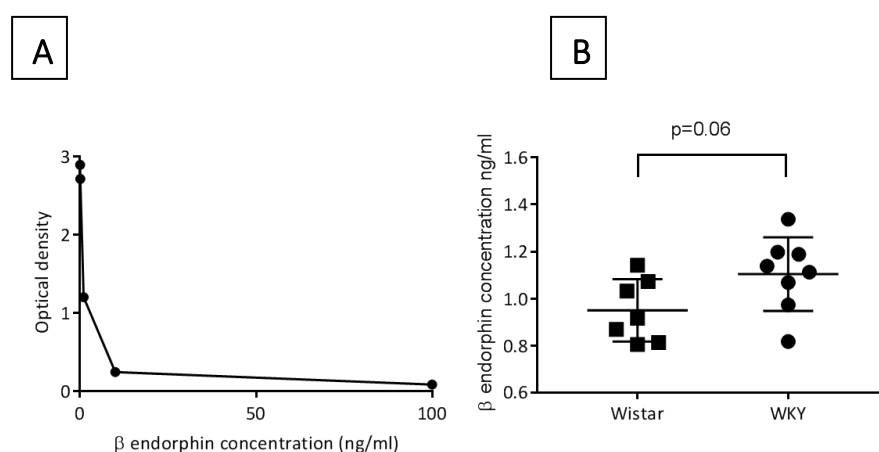 A
B
3
2
1
0
Optical density
0
50
100
β endorphin concentration (ng/ml)
p=0.06
β endorphin concentration ng/ml
1.6
1.4
1.2
1.0
0.8
0.6
Wistar
WKY